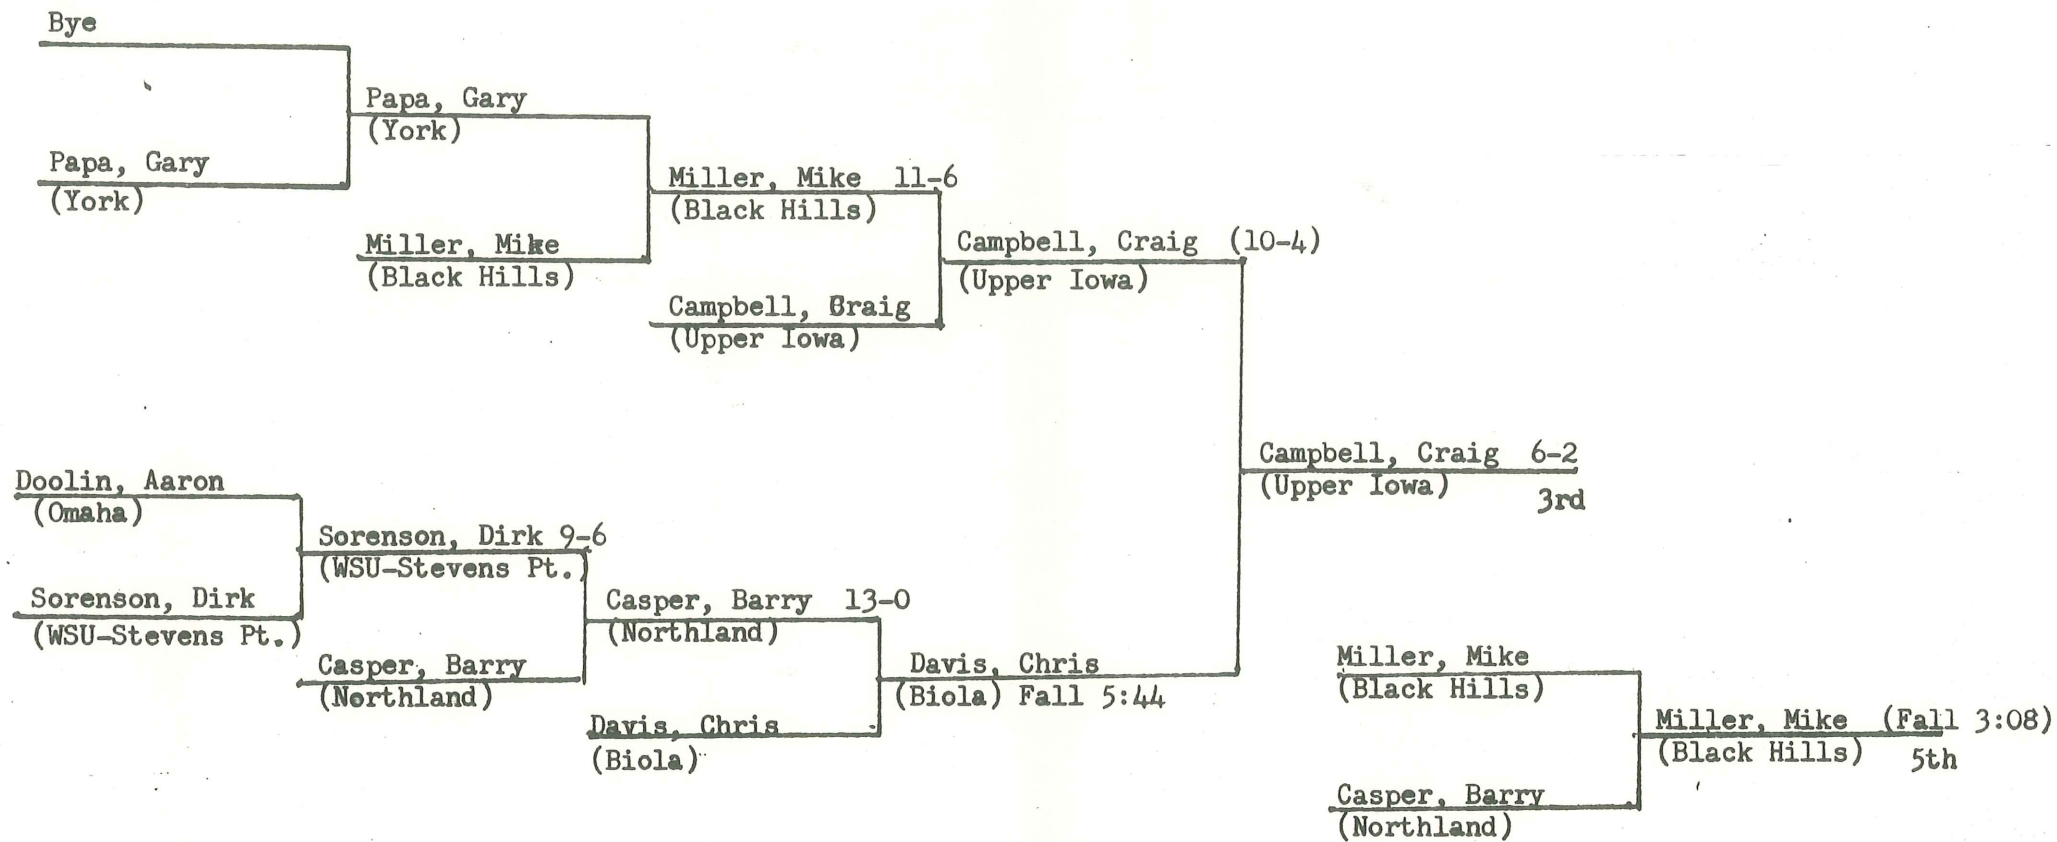 Bye
Papa, Gary
(York)
Papa, Gary
(York)
Miller, Mike 11-6
(Black Hills)
Miller, Mike
(Black Hills)
Campbell, Craig (10-4)
(Upper Iowa)
Campbell, Craig
(Upper Iowa)
Campbell, Craig 6-2
(Upper Iowa) 3rd
Doolin, Aaron
(Omaha)
Sorenson, Dirk 9-6
(WSU-Stevens Pt.)
Sorenson, Dirk
(WSU-Stevens Pt.)
Casper, Barry 13-0
(Northland)
Casper, Barry
(Northland)
Davis, Chris
(Biola) Fall 5:44
Davis, Chris
(Biola)
Miller, Mike
(Black Hills)
Miller, Mike (Fall 3:08)
(Black Hills) 5th
Casper, Barry
(Northland)